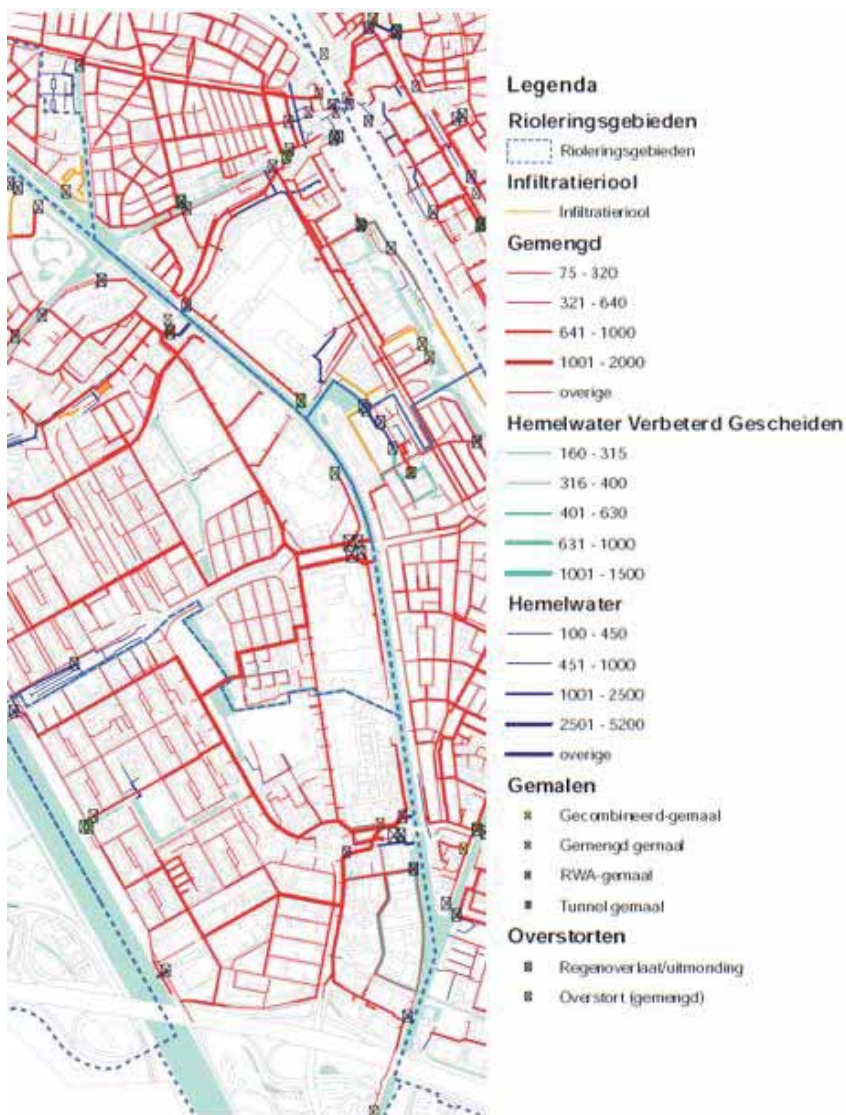 Legenda
Rioleringsgebieden
Rioleringsgebieden
Infiltratieriool
Infiltratieriool
Gemengd
75 - 320
321 - 640
641 - 1000
1001 - 2000
overige
Hemelwater Verbeterd Gescheiden
160 - 315
316 - 400
401 - 630
631 - 1000
1001 - 1500
Hemelwater
100 - 450
451 - 1000
1001 - 2500
2501 - 5200
overige
Gemalen
Gecombineerd-gemaal
Gemengd gemaal
RWA-gemaal
Tunnel gemaal
Overstorten
Regenoverlaat/uitmonding
Overstort (gemengd)